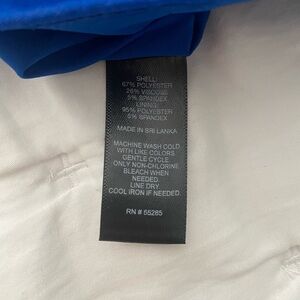 SHELL:
67% POLYESTER
26% VISCOSE
5% SPANDEX
LINING:
95% POLYESTER
5% SPANDEX
MADE IN SRI LANKA
MACHINE WASH COLD
WITH LIKE COLORS
GENTLE CYCLE
ONLY NON-CHLORINE
BLEACH WHEN
NEEDED.
LINE DRY
COOL IRON IF NEEDED.
RN # 55285